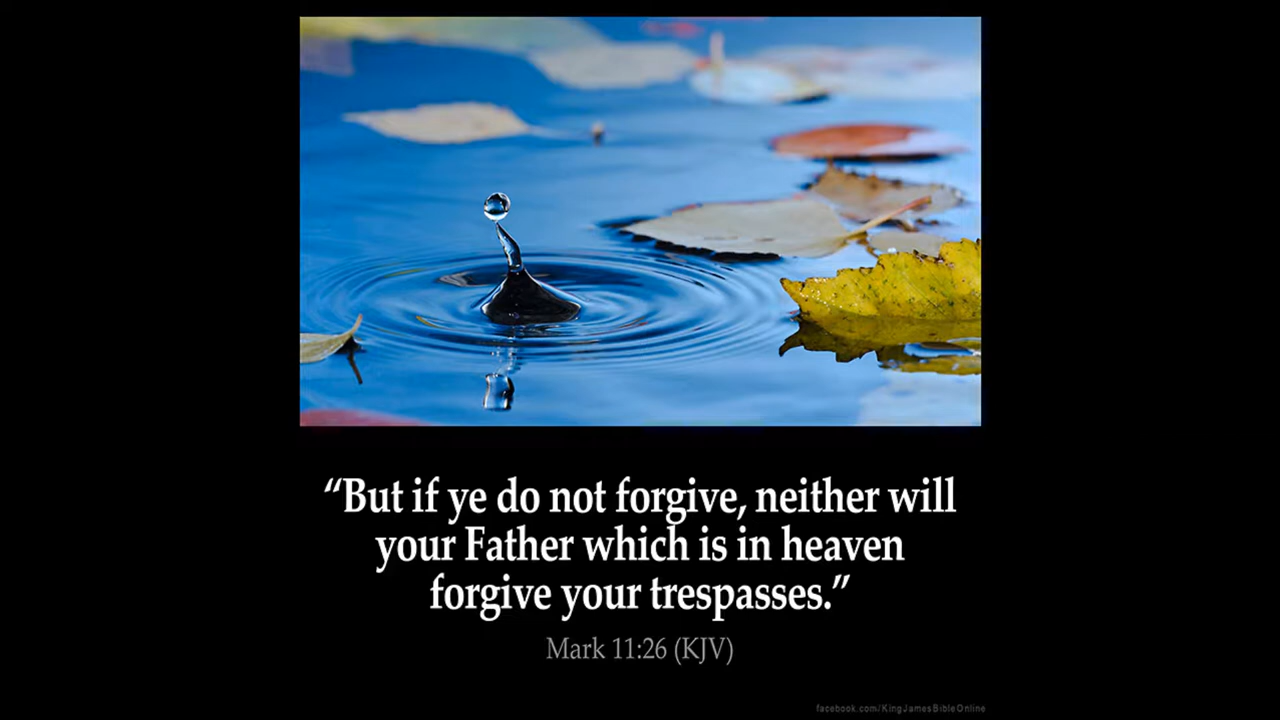 “But if ye do not forgive, neither will
your Father which is in heaven
forgive your trespasses.”
Mark 11:26 (KJV)
facebook.com/KingJamesBibleOnline